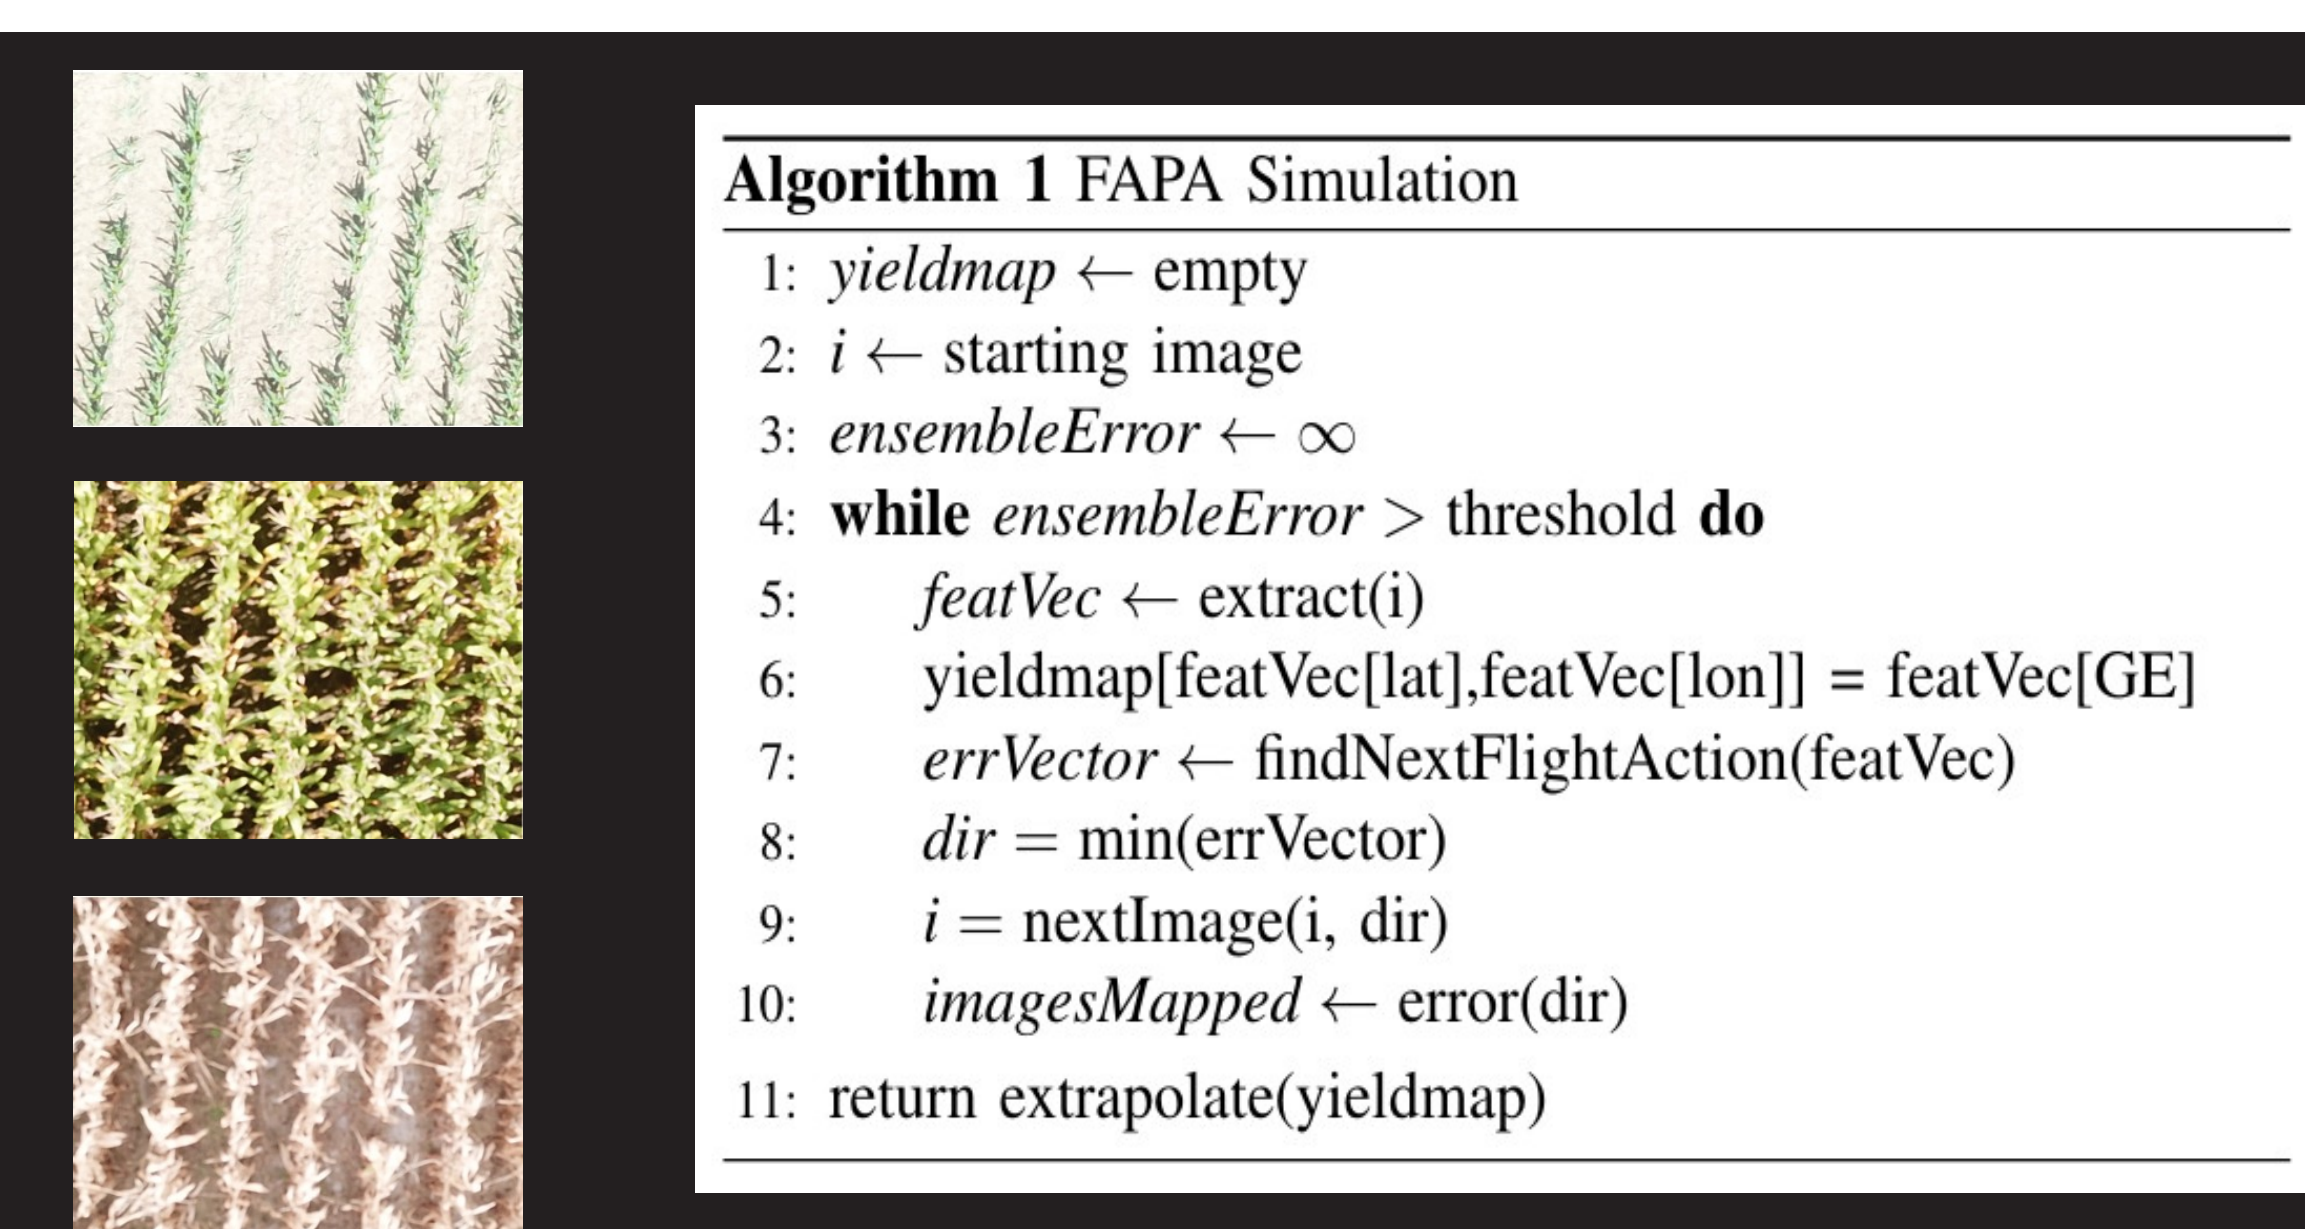 Algorithm 1 FAPA Simulation
1: yieldmap ← empty
2: i ← starting image
3: ensembleError ← ∞
4: while ensembleError > threshold do
5: featVec ← extract(i)
6: yieldmap[featVec[lat],featVec[lon]] = featVec[GE]
7: errVector ← findNextFlightAction(featVec)
8: dir = min(errVector)
9: i = nextImage(i, dir)
10: imagesMapped ← error(dir)
11: return extrapolate(yieldmap)